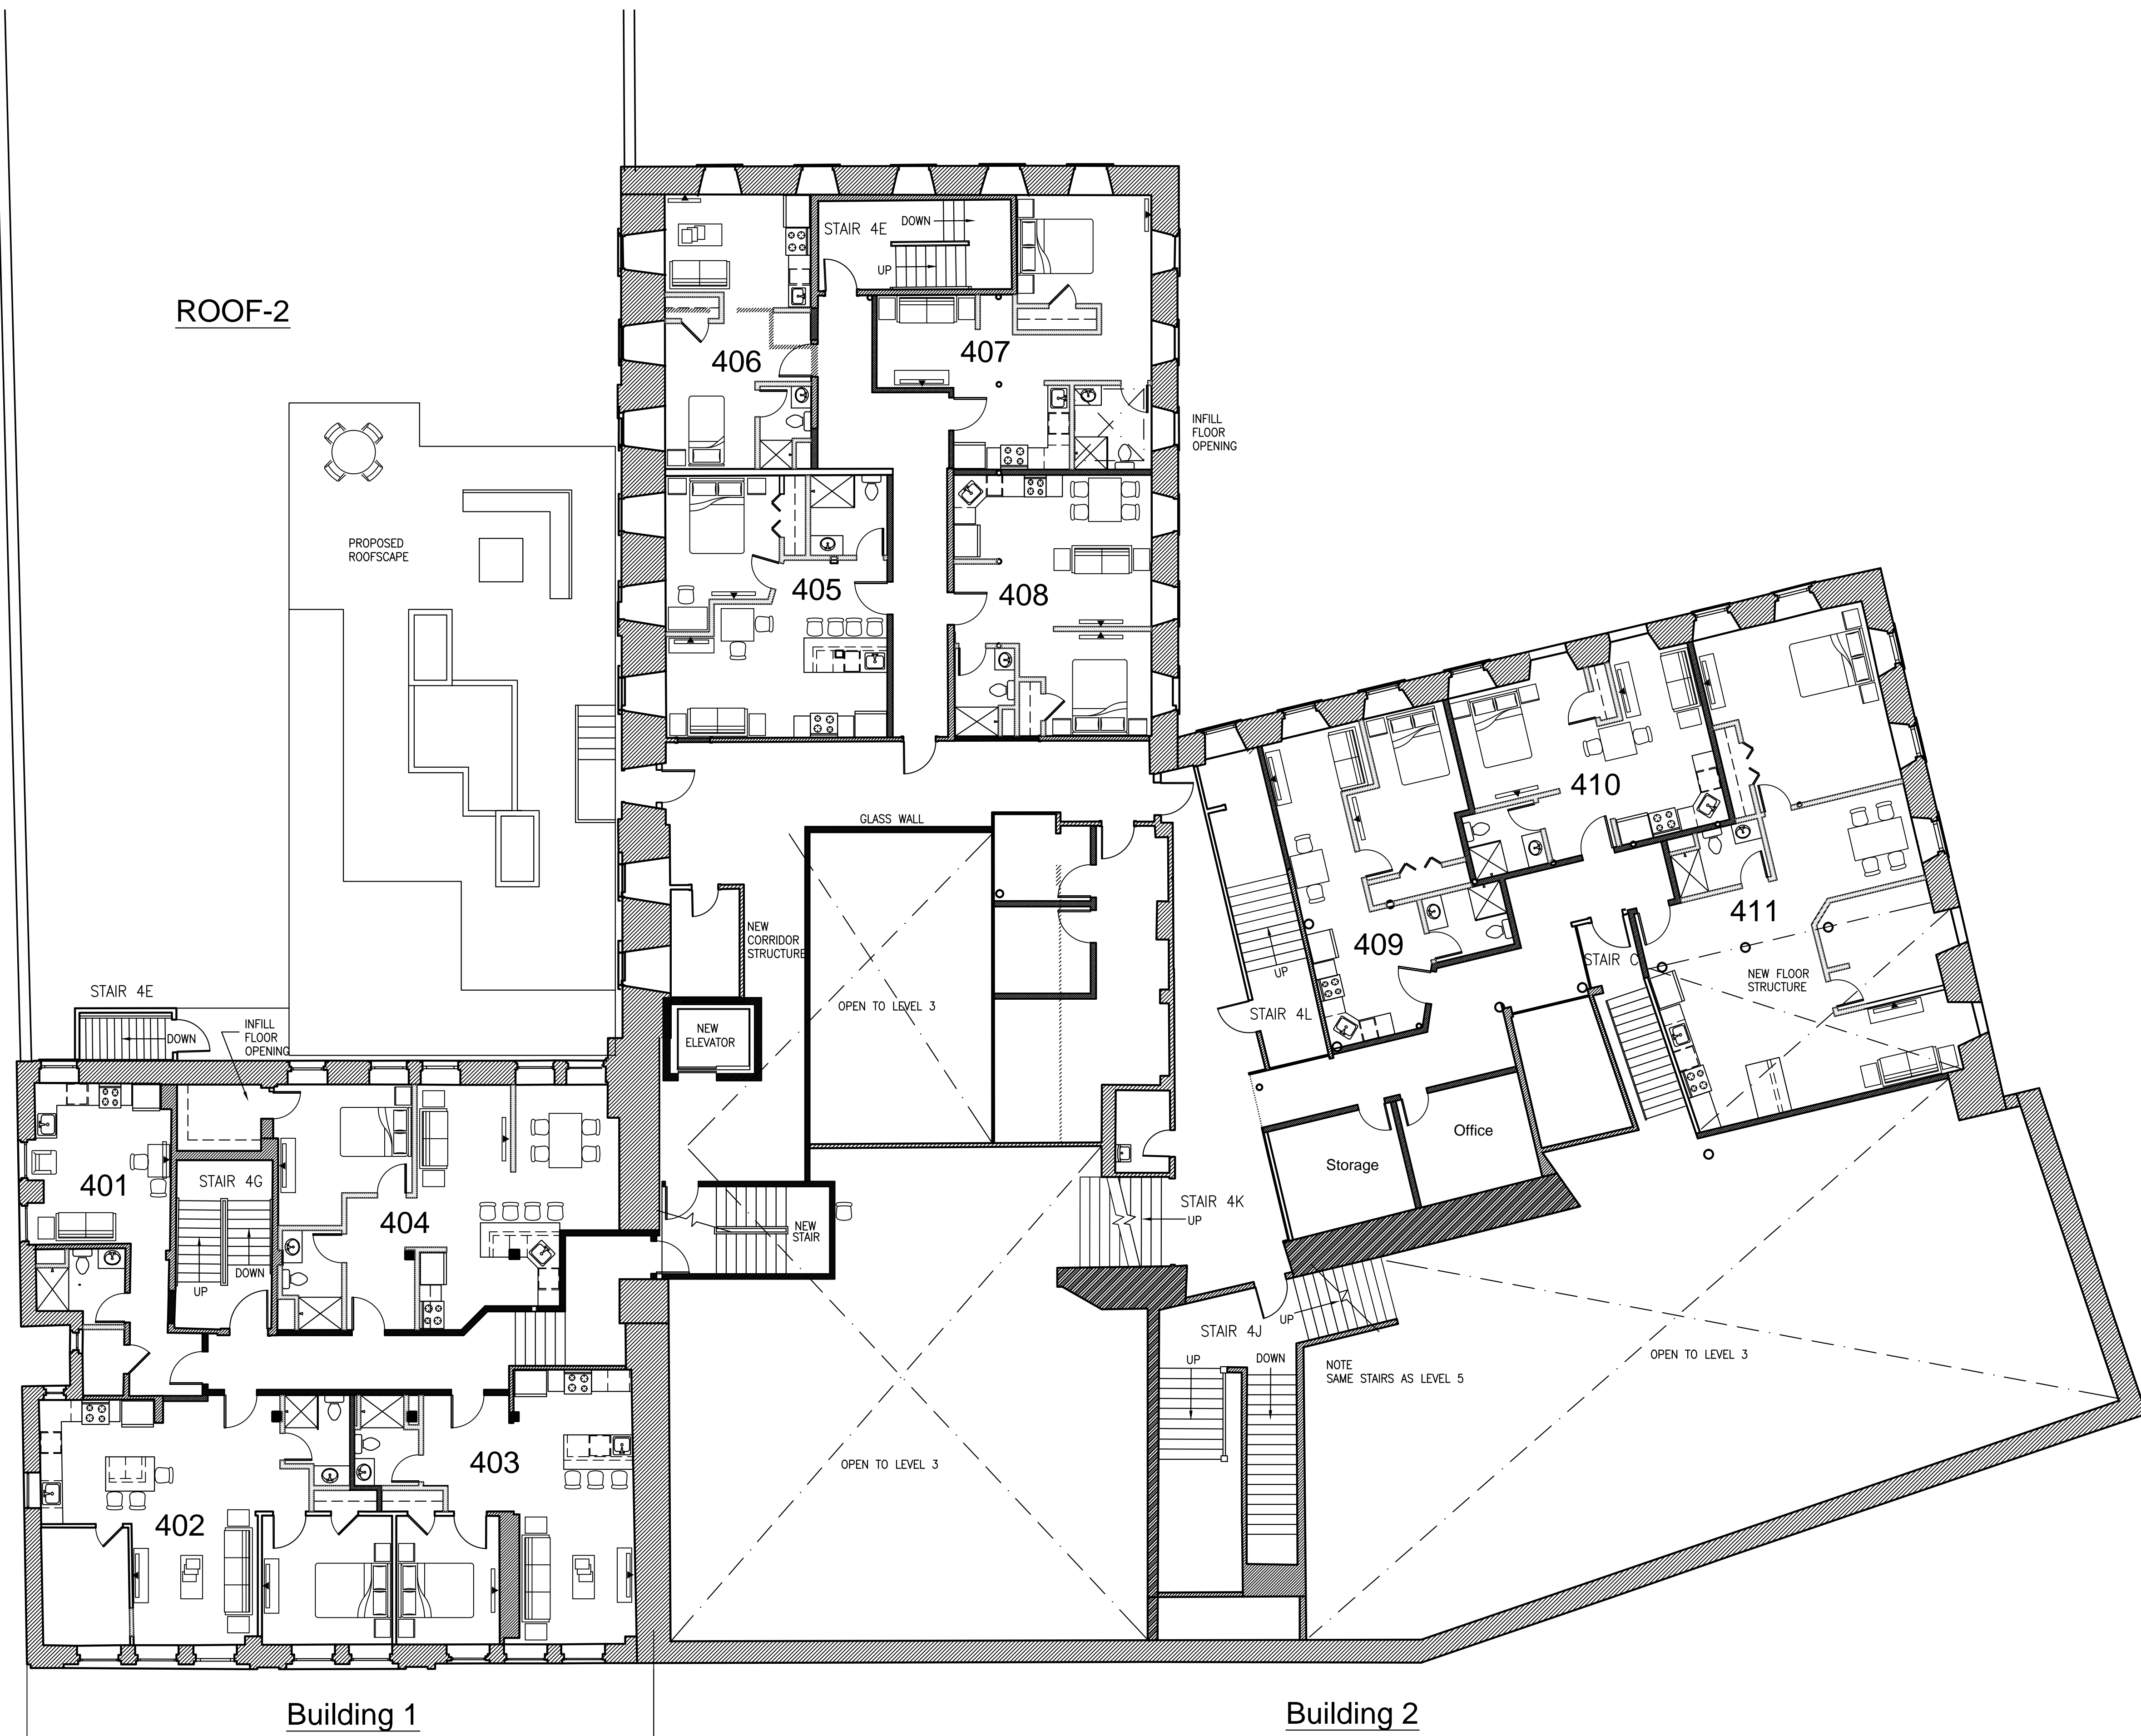 STAIR 4E
DOWN
UP
ROOF-2
406
407
INFILL
FLOOR
OPENING
PROPOSED
ROOFSCAPE
405
408
410
GLASS WALL
409
411
NEW
CORRIDOR
STRUCTURE
STAIR C
UP
NEW FLOOR
STRUCTURE
STAIR 4E
OPEN TO LEVEL 3
STAIR 4L
DOWN
INFILL
FLOOR
OPENING
NEW
ELEVATOR
Office
Storage
401
STAIR 4G
404
UP
DOWN
NEW
STAIR
STAIR 4K
UP
STAIR 4J
UP
UP
DOWN
NOTE
SAME STAIRS AS LEVEL 5
OPEN TO LEVEL 3
403
OPEN TO LEVEL 3
402
Building 1
Building 2